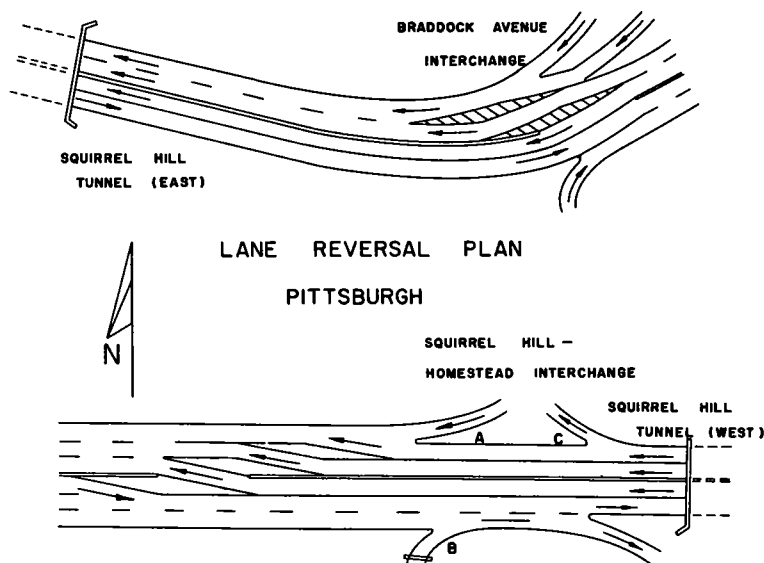 BRADDOCK AVENUE
INTERCHANGE
SQUIRREL HILL
TUNNEL (EAST)
LANE REVERSAL PLAN
PITTSBURGH
N
SQUIRREL HILL –
HOMESTEAD INTERCHANGE
SQUIRREL HILL
TUNNEL (WEST)
A
C
B